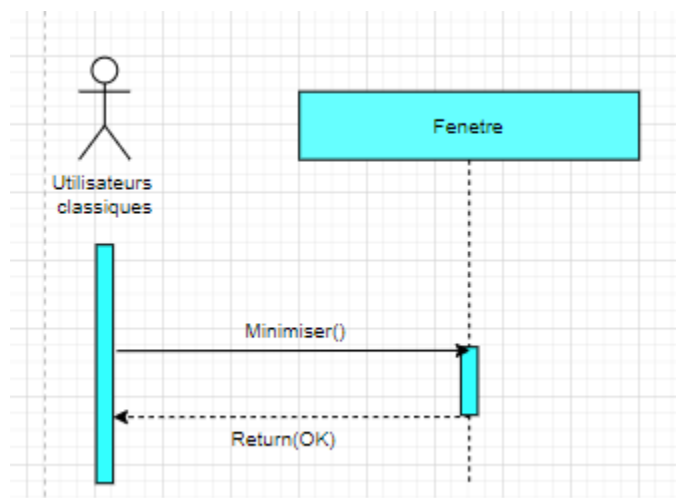 Fenetre
Utilisateurs
classiques
Minimiser()
Return(OK)